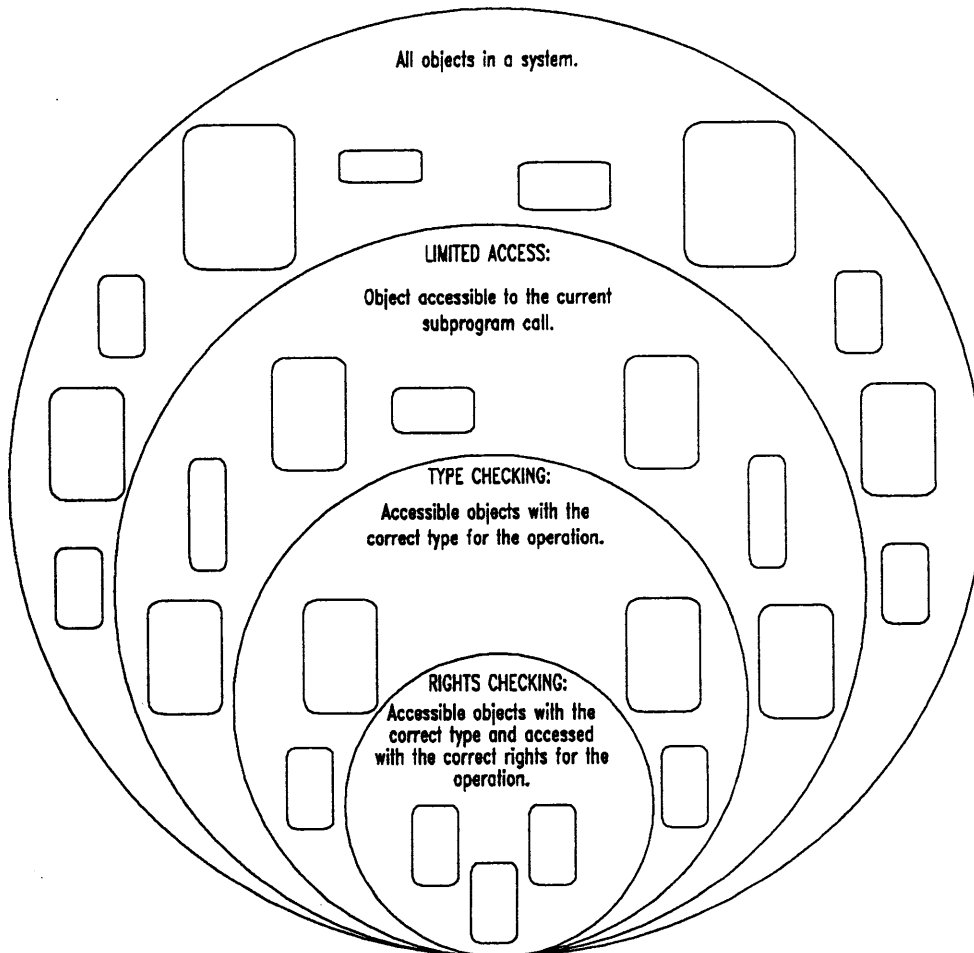 All objects in a system.
LIMITED ACCESS:
Object accessible to the current
subprogram call.
TYPE CHECKING:
Accessible objects with the
correct type for the operation.
RIGHTS CHECKING:
Accessible objects with the
correct type and accessed
with the correct rights for the
operation.